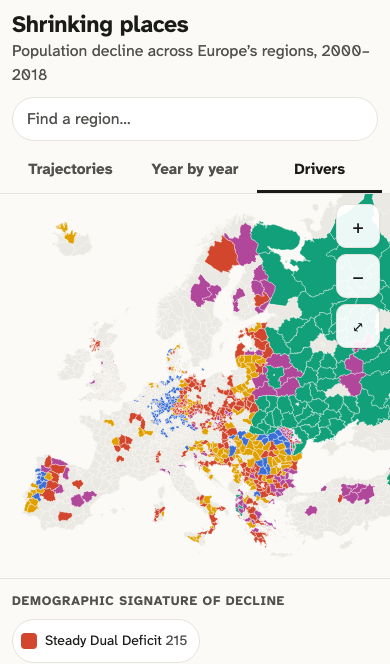 Shrinking places
Population decline across Europe's regions, 2000–
2018
Find a region...
Trajectories Year by year Drivers
+
−
⤢
DEMOGRAPHIC SIGNATURE OF DECLINE
Steady Dual Deficit 215